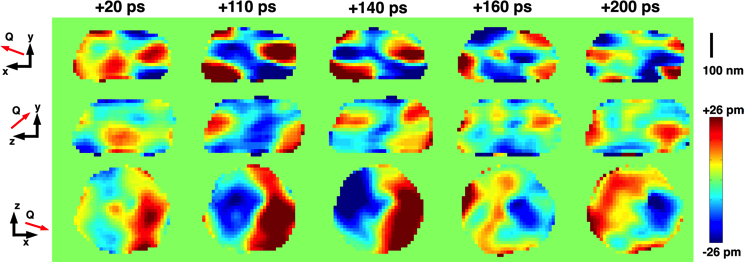 +20 ps +110 ps +140 ps +160 ps +200 ps
Q
y
x
100 nm
Q
y
z
+26 pm
z
Q
x
-26 pm